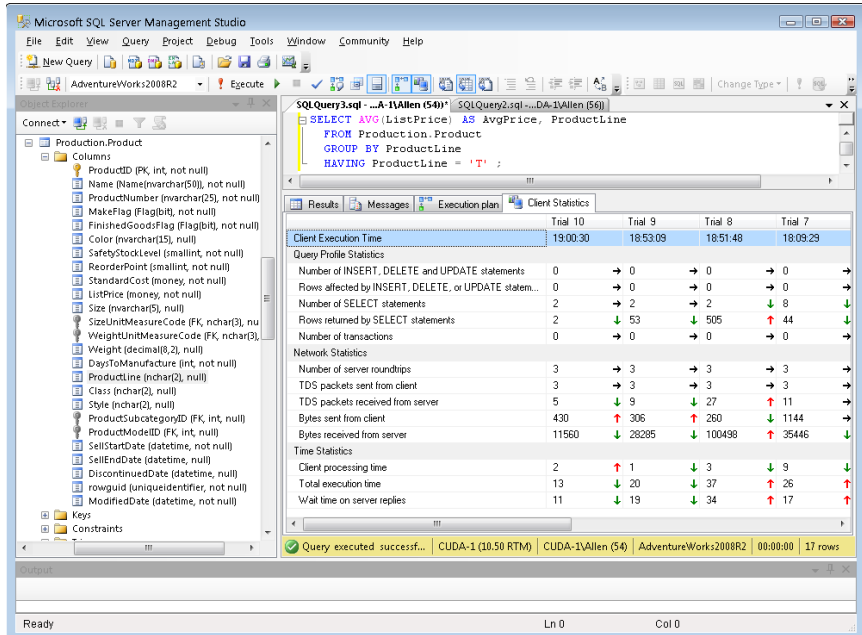 Microsoft SQL Server Management Studio
File Edit View Query Project Debug Tools Window Community Help
New Query
AdventureWorks2008R2 Execute Change Type
Object Explorer
Connect
Production.Product
Columns
ProductID (PK, int, not null)
Name (Name(nvarchar(50)), not null)
ProductNumber (nvarchar(25), not null)
MakeFlag (Flag(bit), not null)
FinishedGoodsFlag (Flag(bit), not null)
Color (nvarchar(15), null)
SafetyStockLevel (smallint, not null)
ReorderPoint (smallint, not null)
StandardCost (money, not null)
ListPrice (money, not null)
Size (nvarchar(5), null)
SizeUnitMeasureCode (FK, nchar(3), nu
WeightUnitMeasureCode (FK, nchar(3),
Weight (decimal(8,2), null)
DaysToManufacture (int, not null)
ProductLine (nchar(2), null)
Class (nchar(2), null)
Style (nchar(2), null)
ProductSubcategoryID (FK, int, null)
ProductModelID (FK, int, null)
SellStartDate (datetime, not null)
SellEndDate (datetime, null)
DiscontinuedDate (datetime, null)
rowguid (uniqueidentifier, not null)
ModifiedDate (datetime, not null)
Keys
Constraints
SQLQuery3.sql - ...A-1\Allen (54))* SQLQuery2.sql -...DA-1\Allen (56))
SELECT AVG(ListPrice) AS AvgPrice, ProductLine
FROM Production.Product
GROUP BY ProductLine
HAVING ProductLine = 'T' ;
Results Messages Execution plan Client Statistics
Trial 10 Trial 9 Trial 8 Trial 7
Client Execution Time 19:00:30 18:53:09 18:51:48 18:09:29
Query Profile Statistics
Number of INSERT, DELETE and UPDATE statements 0 → 0 → 0 → 0 →
Rows affected by INSERT, DELETE, or UPDATE statem... 0 → 0 → 0 → 0 →
Number of SELECT statements 2 → 2 → 2 ↓ 8 ↓
Rows returned by SELECT statements 2 ↓ 53 ↓ 505 ↑ 44 ↓
Number of transactions 0 → 0 → 0 → 0 →
Network Statistics
Number of server roundtrips 3 → 3 → 3 → 3 →
TDS packets sent from client 3 → 3 → 3 → 3 →
TDS packets received from server 5 ↓ 9 ↓ 27 ↑ 11 →
Bytes sent from client 430 ↑ 306 ↑ 260 ↓ 1144 →
Bytes received from server 11560 ↓ 28285 ↓ 100498 ↑ 35446 ↓
Time Statistics
Client processing time 2 ↑ 1 ↓ 3 ↓ 9 ↓
Total execution time 13 ↓ 20 ↓ 37 ↑ 26 ↑
Wait time on server replies 11 ↓ 19 ↓ 34 ↑ 17 ↑
Query executed successf... CUDA-1 (10.50 RTM) CUDA-1\Allen (54) AdventureWorks2008R2 00:00:00 17 rows
Output
Ready Ln 0 Col 0